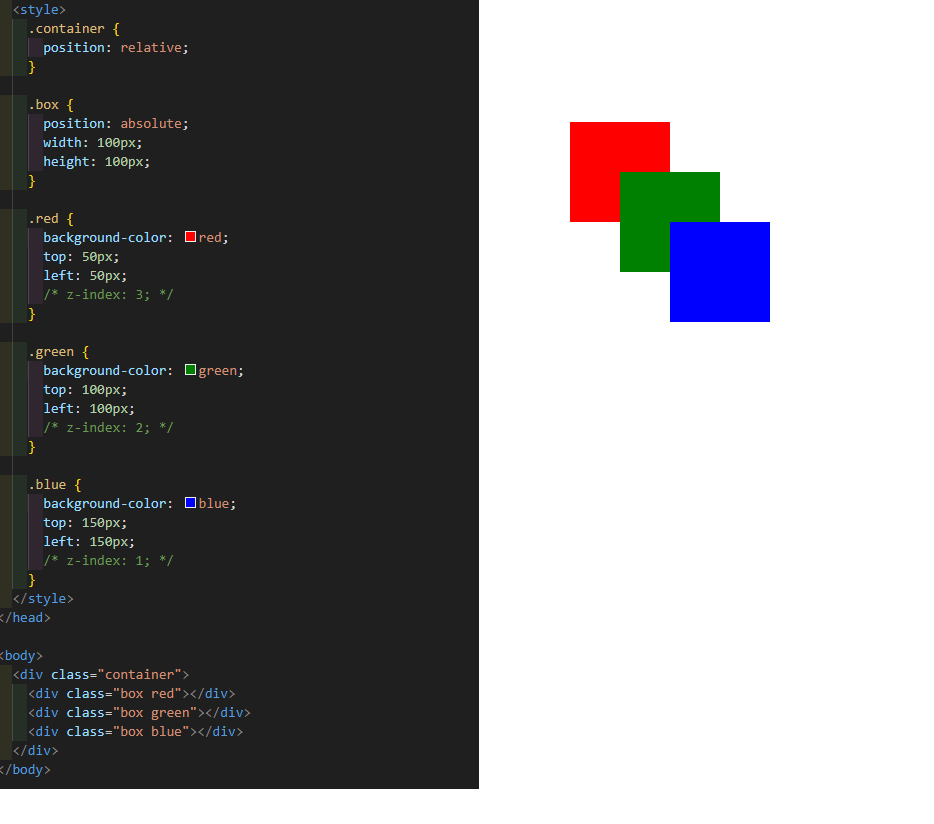 <style>
.container {
position: relative;
}
.box {
position: absolute;
width: 100px;
height: 100px;
}
.red {
background-color: red;
top: 50px;
left: 50px;
/* z-index: 3; */
}
.green {
background-color: green;
top: 100px;
left: 100px;
/* z-index: 2; */
}
.blue {
background-color: blue;
top: 150px;
left: 150px;
/* z-index: 1; */
}
</style>
</head>
<body>
<div class="container">
<div class="box red"></div>
<div class="box green"></div>
<div class="box blue"></div>
</div>
</body>